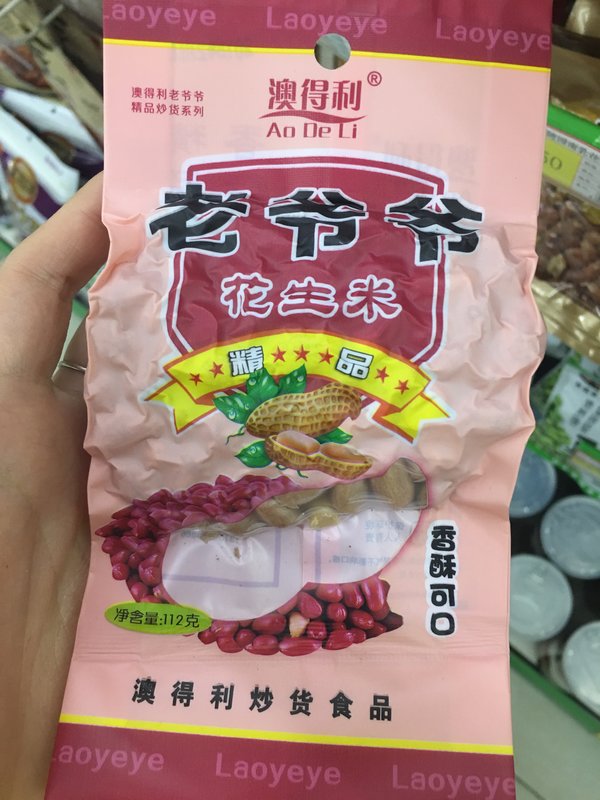 Laoyeye Laoyeye
澳得利老爷爷
精品炒货系列
澳得利®
Ao De Li
老爷爷
花生米
精品
香酥可口
净含量:112克
澳得利炒货食品
Laoyeye Laoyeye Laoyeye